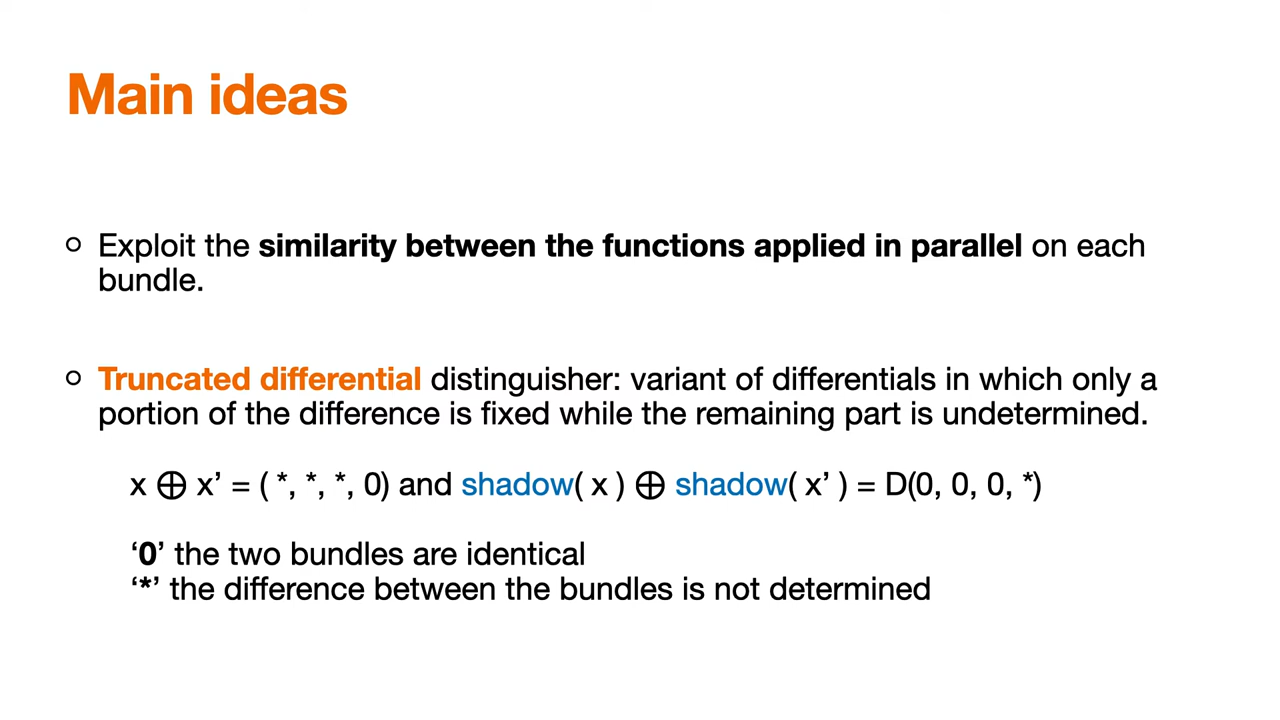 Main ideas
Exploit the similarity between the functions applied in parallel on each
bundle.
Truncated differential distinguisher: variant of differentials in which only a
portion of the difference is fixed while the remaining part is undetermined.
x ⊕ x’ = ( *, *, *, 0) and shadow( x ) ⊕ shadow( x’ ) = D(0, 0, 0, *)
‘0’ the two bundles are identical
‘*’ the difference between the bundles is not determined